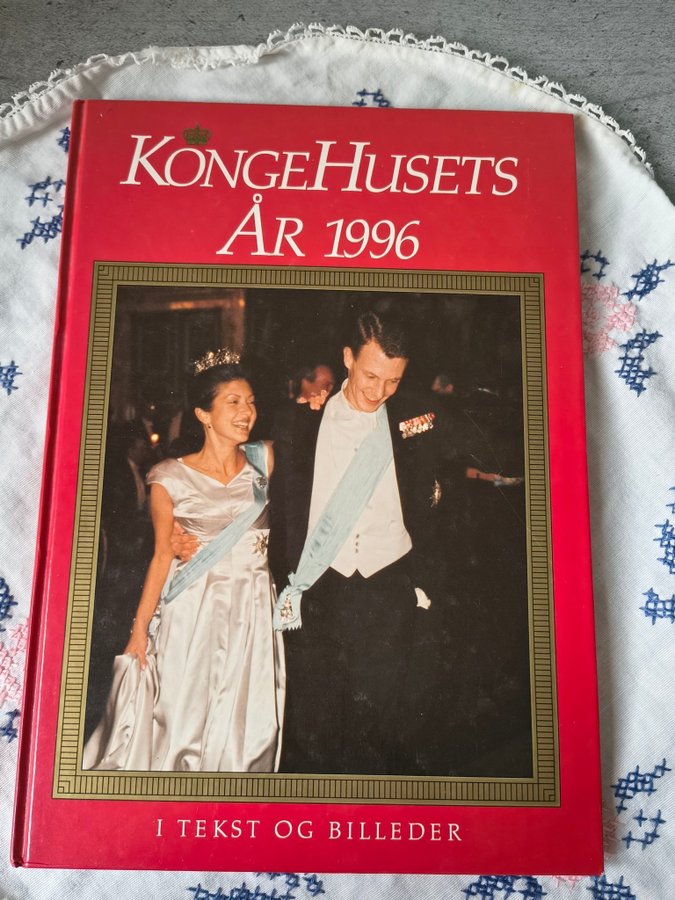 KONGEHUSETS
ÅR 1996
I TEKST OG BILLEDER